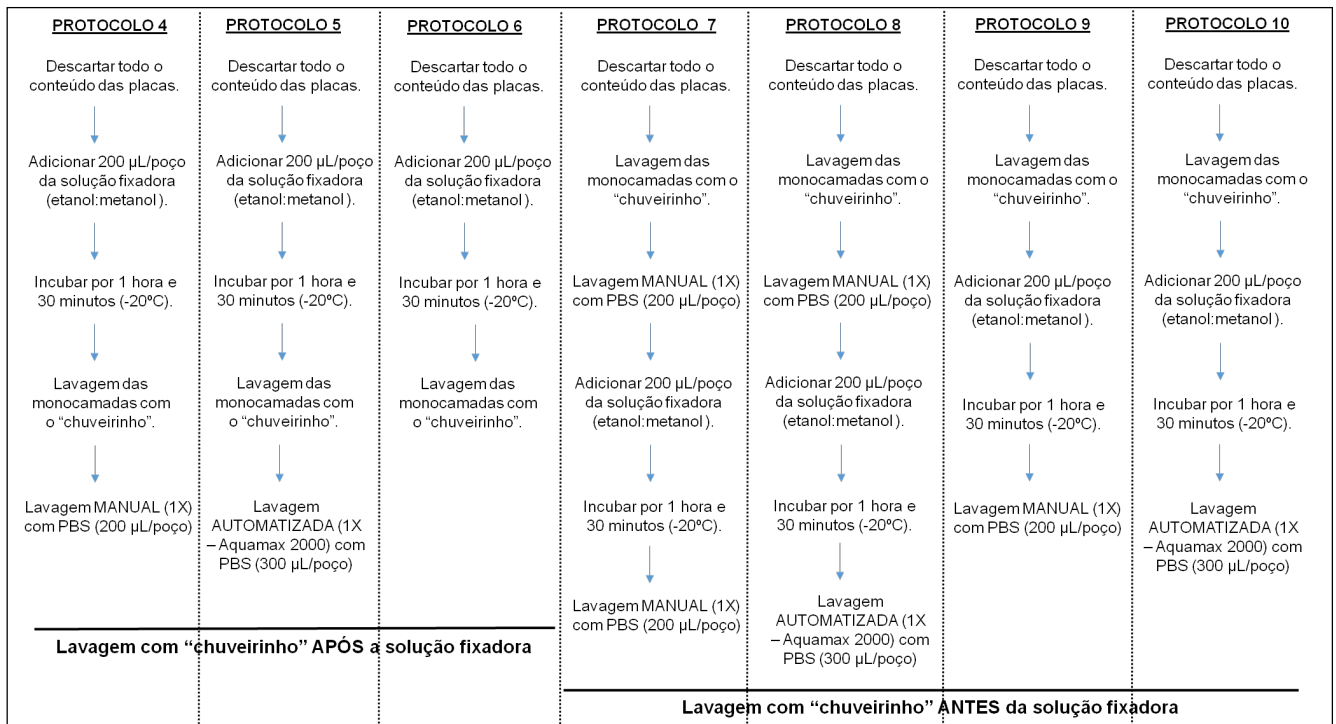 PROTOCOLO 4
Descartar todo o
conteúdo das placas.
Adicionar 200 µL/poço
da solução fixadora
(etanol:metanol).
Incubar por 1 hora e
30 minutos (-20ºC).
Lavagem das
monocamadas com
o “chuveirinho”.
Lavagem MANUAL (1X)
com PBS (200 µL/poço)
PROTOCOLO 5
Descartar todo o
conteúdo das placas.
Adicionar 200 µL/poço
da solução fixadora
(etanol:metanol).
Incubar por 1 hora e
30 minutos (-20ºC).
Lavagem das
monocamadas com
o “chuveirinho”.
Lavagem
AUTOMATIZADA (1X
– Aquamax 2000) com
PBS (300 µL/poço)
PROTOCOLO 6
Descartar todo o
conteúdo das placas.
Adicionar 200 µL/poço
da solução fixadora
(etanol:metanol).
Incubar por 1 hora e
30 minutos (-20ºC).
Lavagem das
monocamadas com
o “chuveirinho”.
Lavagem com “chuveirinho” APÓS a solução fixadora
PROTOCOLO 7
Descartar todo o
conteúdo das placas.
Lavagem das
monocamadas com o
“chuveirinho”.
Lavagem MANUAL (1X)
com PBS (200 µL/poço)
Adicionar 200 µL/poço
da solução fixadora
(etanol:metanol).
Incubar por 1 hora e
30 minutos (-20ºC).
Lavagem MANUAL (1X)
com PBS (200 µL/poço)
PROTOCOLO 8
Descartar todo o
conteúdo das placas.
Lavagem das
monocamadas com o
“chuveirinho”.
Lavagem MANUAL (1X)
com PBS (200 µL/poço)
Adicionar 200 µL/poço
da solução fixadora
(etanol:metanol).
Incubar por 1 hora e
30 minutos (-20ºC).
Lavagem
AUTOMATIZADA (1X
– Aquamax 2000) com
PBS (300 µL/poço)
PROTOCOLO 9
Descartar todo o
conteúdo das placas.
Lavagem das
monocamadas com o
“chuveirinho”.
Adicionar 200 µL/poço
da solução fixadora
(etanol:metanol).
Incubar por 1 hora e
30 minutos (-20ºC).
Lavagem MANUAL (1X)
com PBS (200 µL/poço)
PROTOCOLO 10
Descartar todo o
conteúdo das placas.
Lavagem das
monocamadas com o
“chuveirinho”.
Adicionar 200 µL/poço
da solução fixadora
(etanol:metanol).
Incubar por 1 hora e
30 minutos (-20ºC).
Lavagem
AUTOMATIZADA (1X
– Aquamax 2000) com
PBS (300 µL/poço)
Lavagem com “chuveirinho” ANTES da solução fixadora